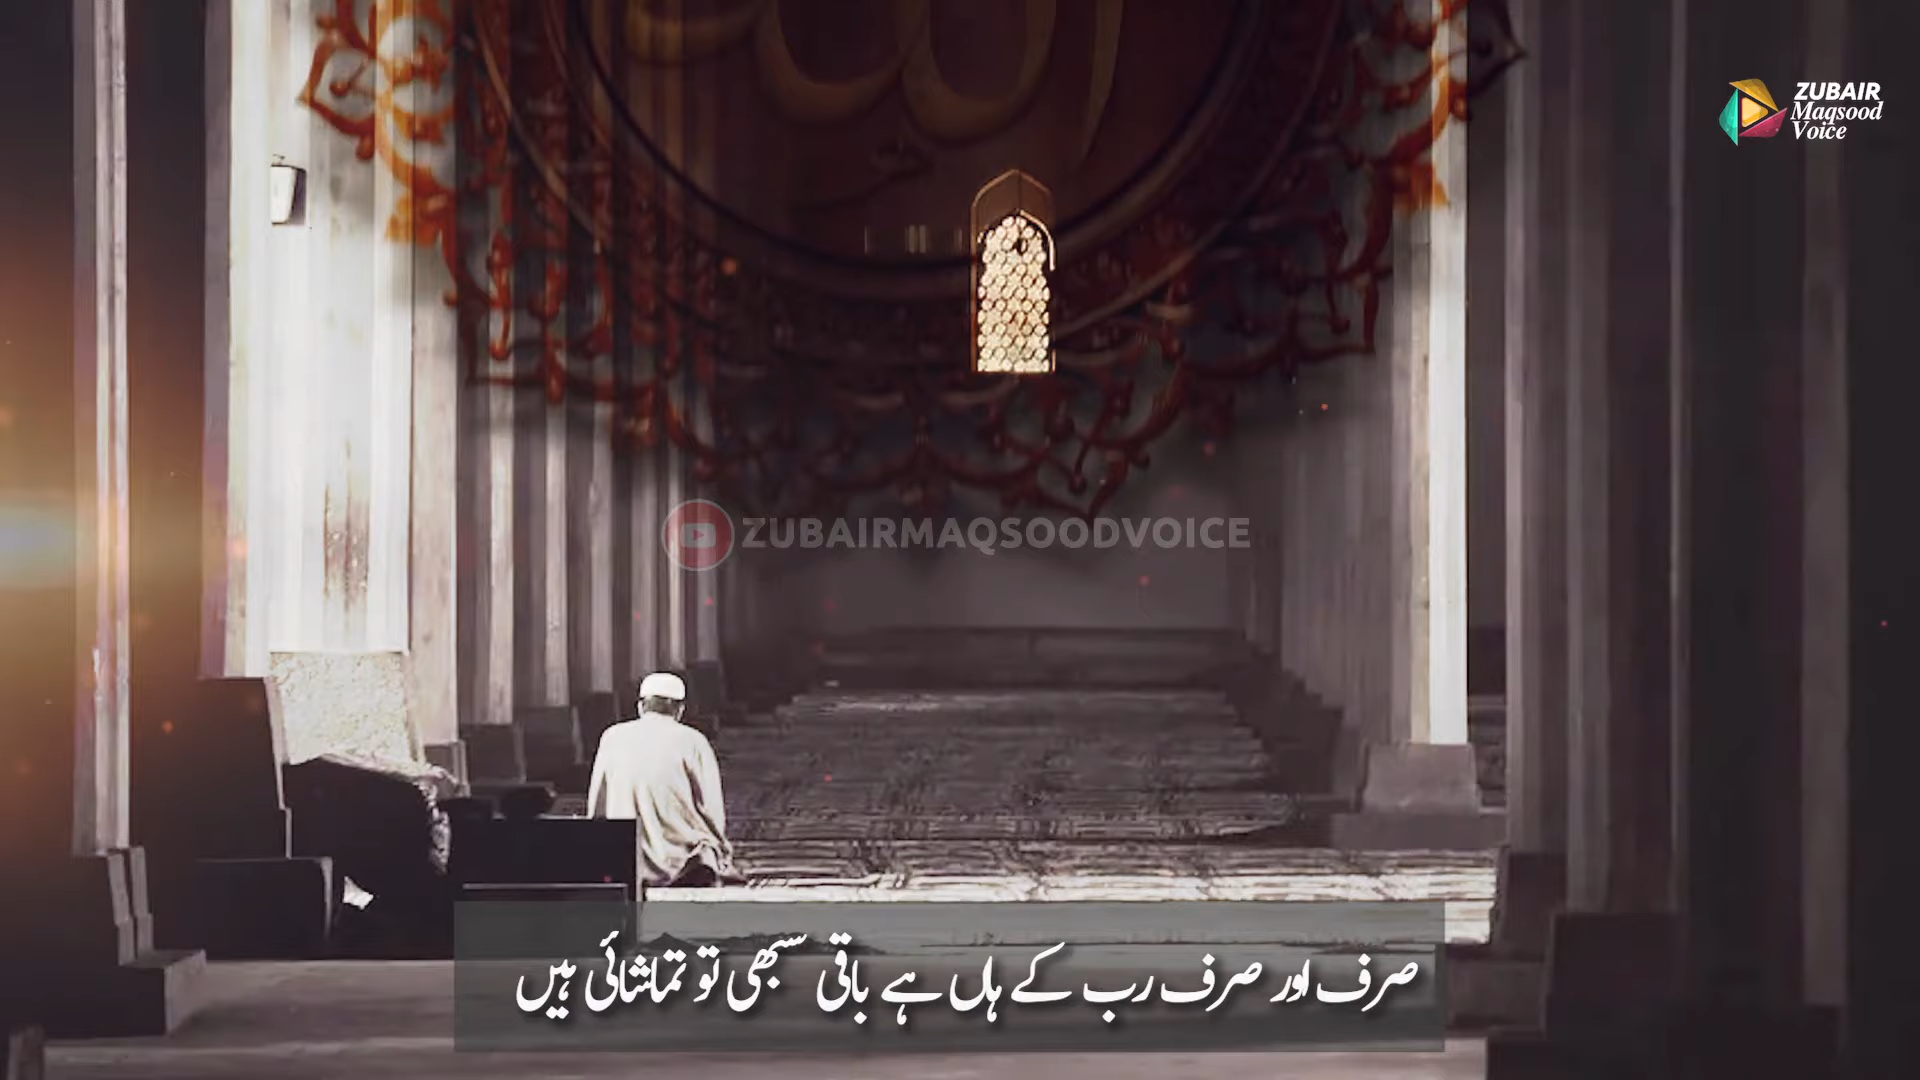 ZUBAIR
Maqsood
Voice
ZUBAIRMAQSOODVOICE
صرف اور صرف رب کے ہاں ہے باقی سبھی تو تماشائی ہیں